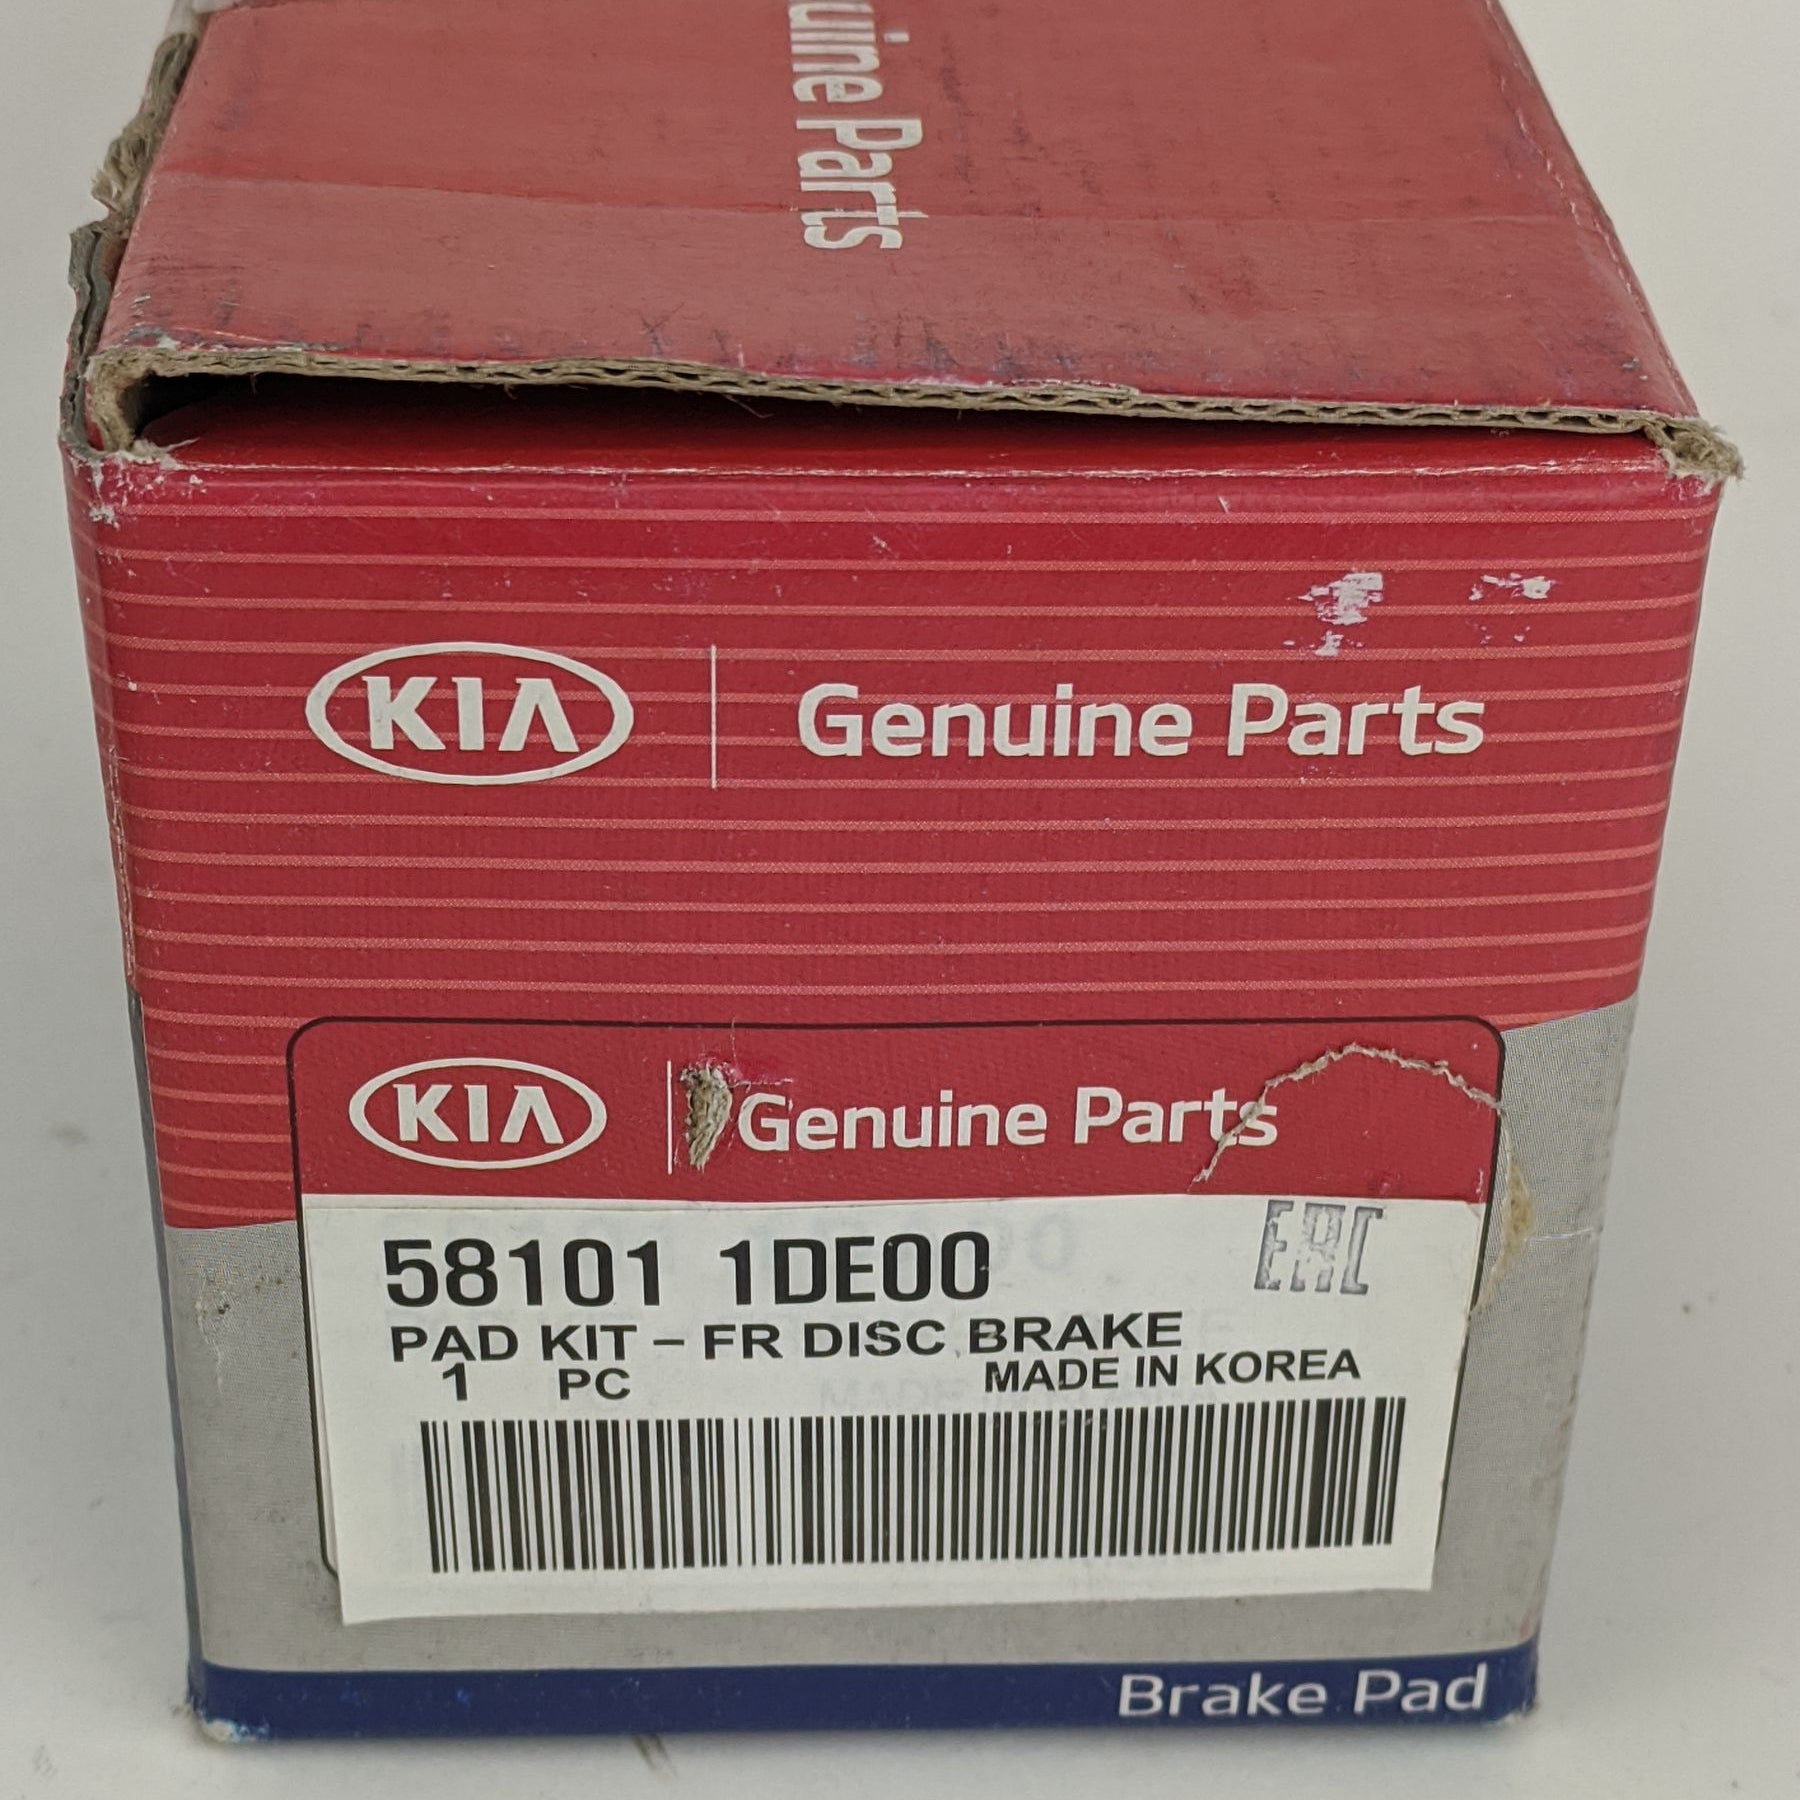 uine Parts
KIA Genuine Parts
KIA Genuine Parts
58101 1DE00
EAC
PAD KIT - FR DISC BRAKE
1 PC MADE IN KOREA
Brake Pad